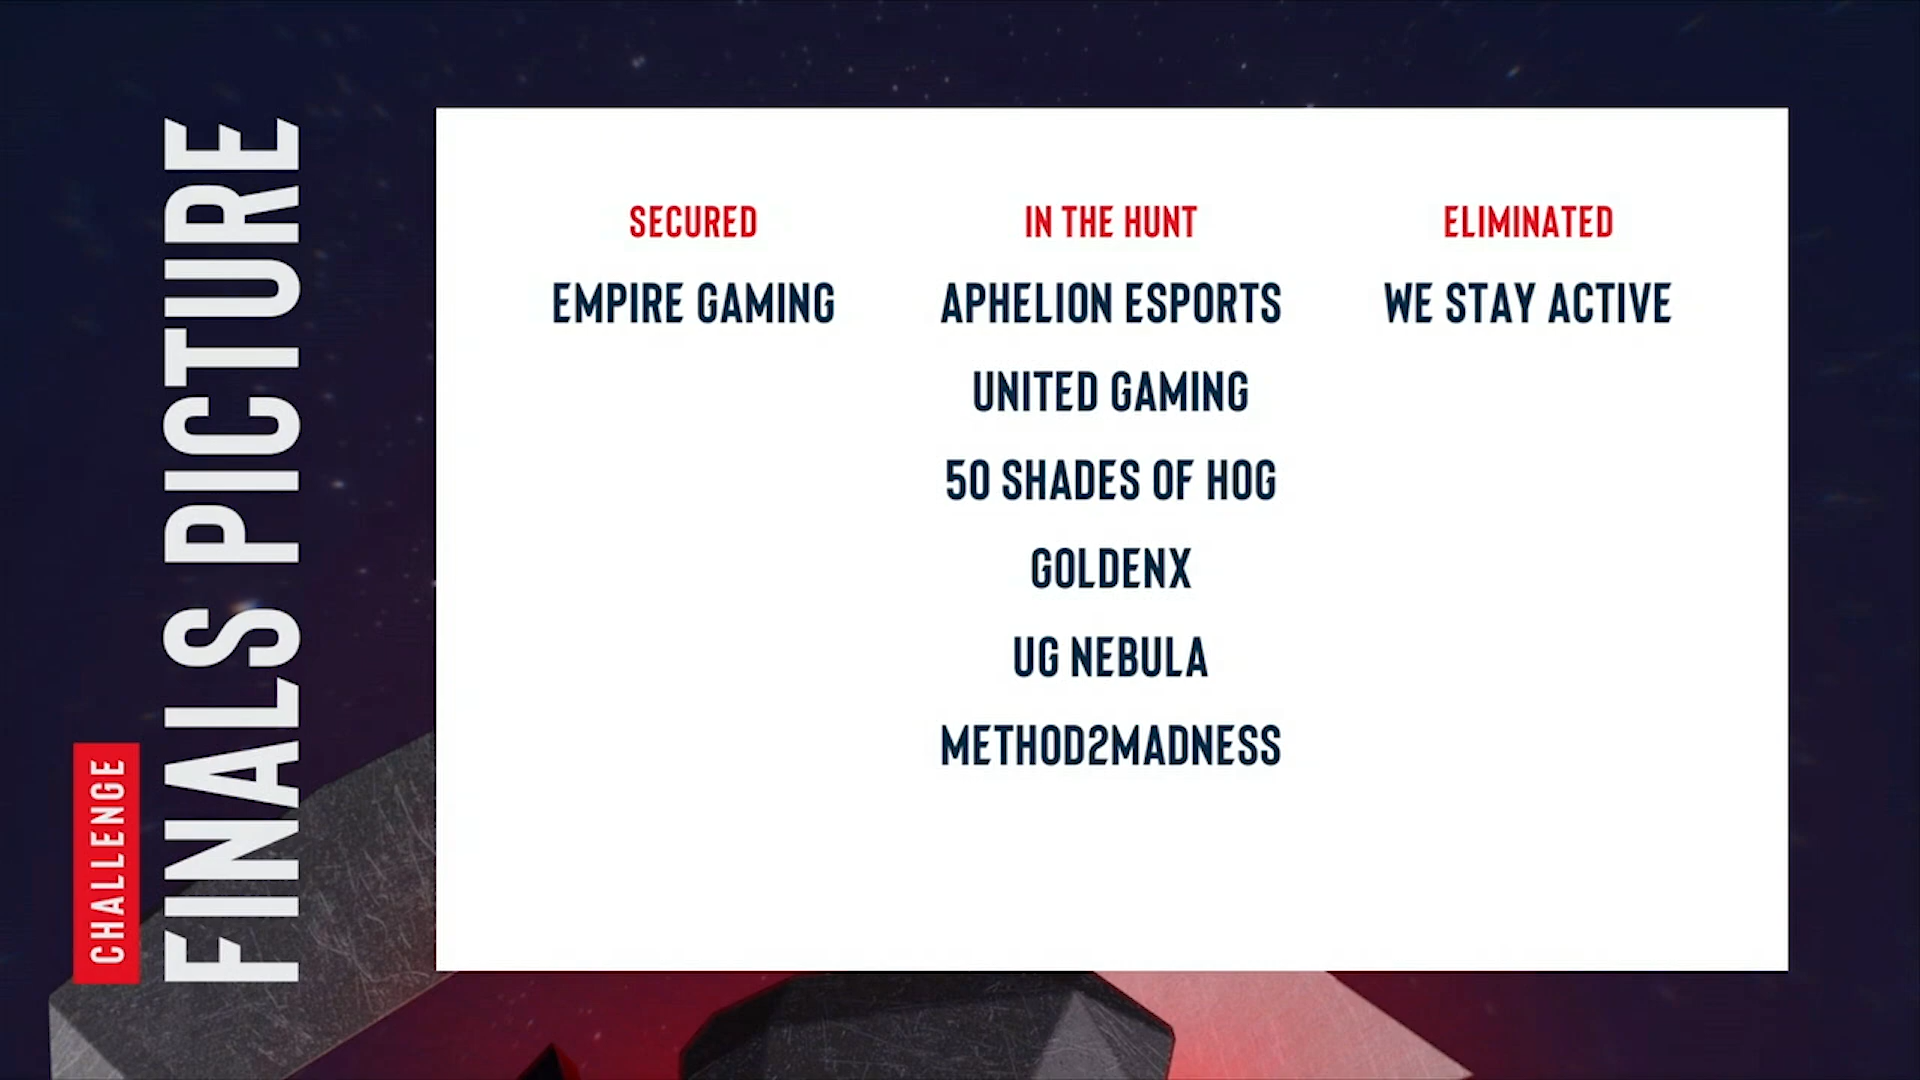 CHALLENGE
FINALS PICTURE
SECURED
EMPIRE GAMING
IN THE HUNT
APHELION ESPORTS
UNITED GAMING
50 SHADES OF HOG
GOLDENX
UG NEBULA
METHOD2MADNESS
ELIMINATED
WE STAY ACTIVE